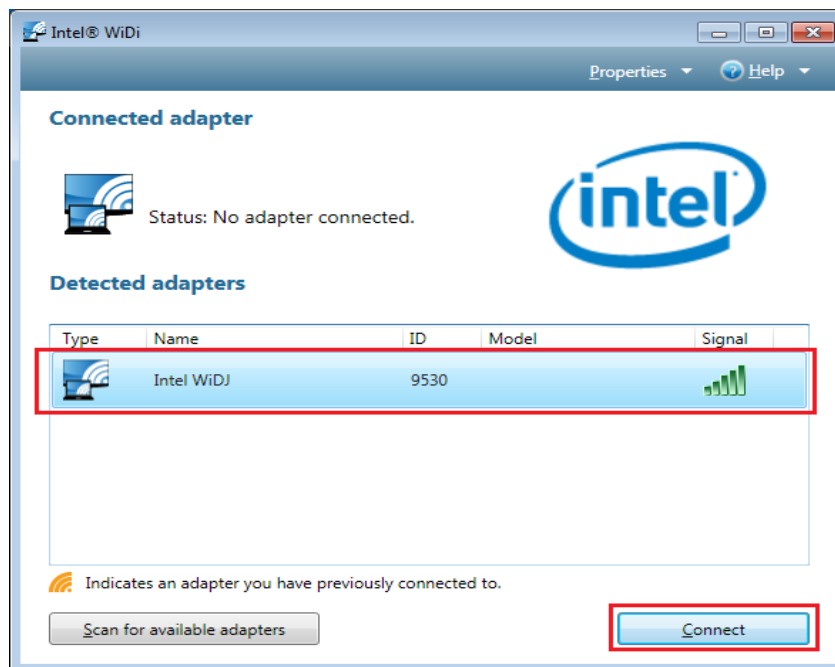 Intel® WiDi
Properties Help
Connected adapter
intel
Status: No adapter connected.
Detected adapters
Type Name ID Model Signal
Intel WiDJ 9530
Indicates an adapter you have previously connected to.
Scan for available adapters Connect